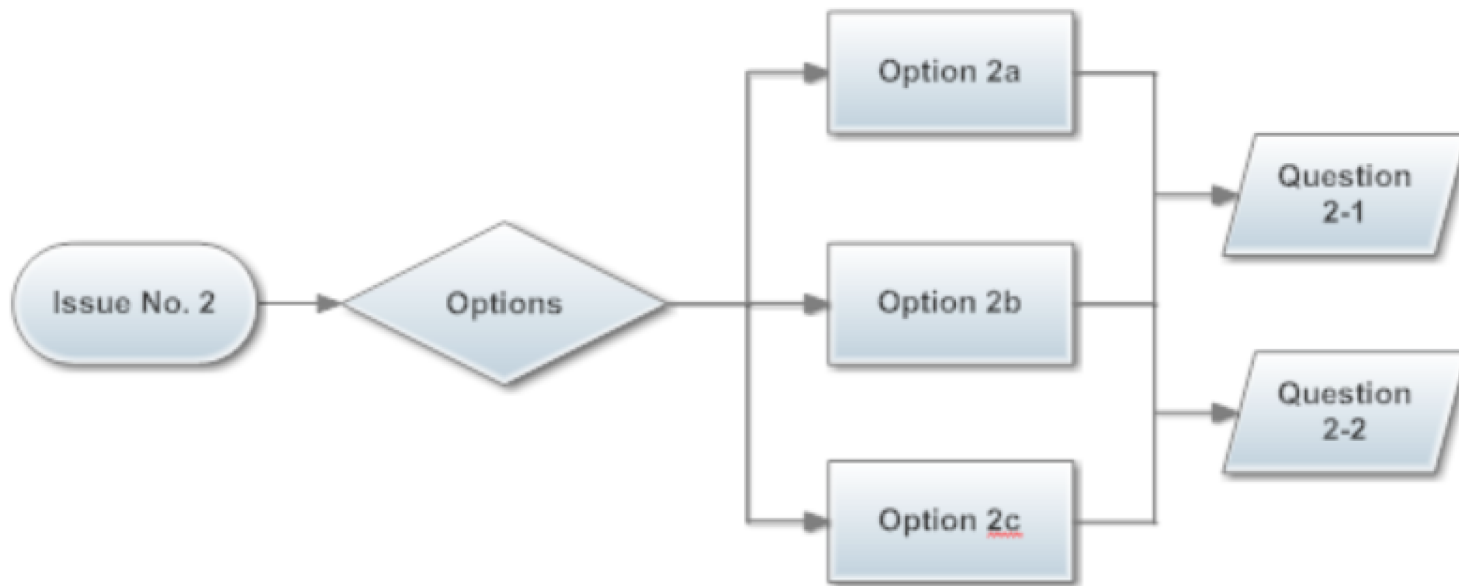 Issue No. 2
Options
Option 2a
Option 2b
Option 2c
Question
2-1
Question
2-2